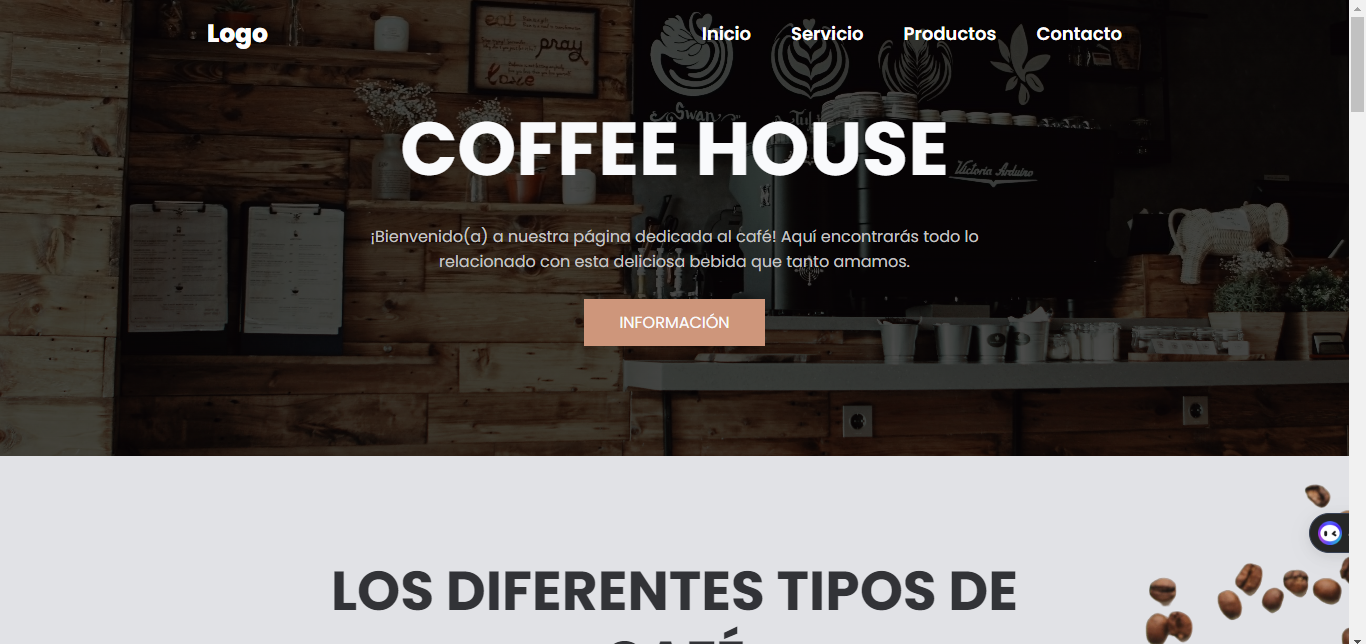 Logo
Inicio Servicio Productos Contacto
eat
pray
love
Swan
COFFEE HOUSE
Victoria Arduino
¡Bienvenido(a) a nuestra página dedicada al café! Aquí encontrarás todo lo
relacionado con esta deliciosa bebida que tanto amamos.
INFORMACIÓN
LOS DIFERENTES TIPOS DE
CAFÉ